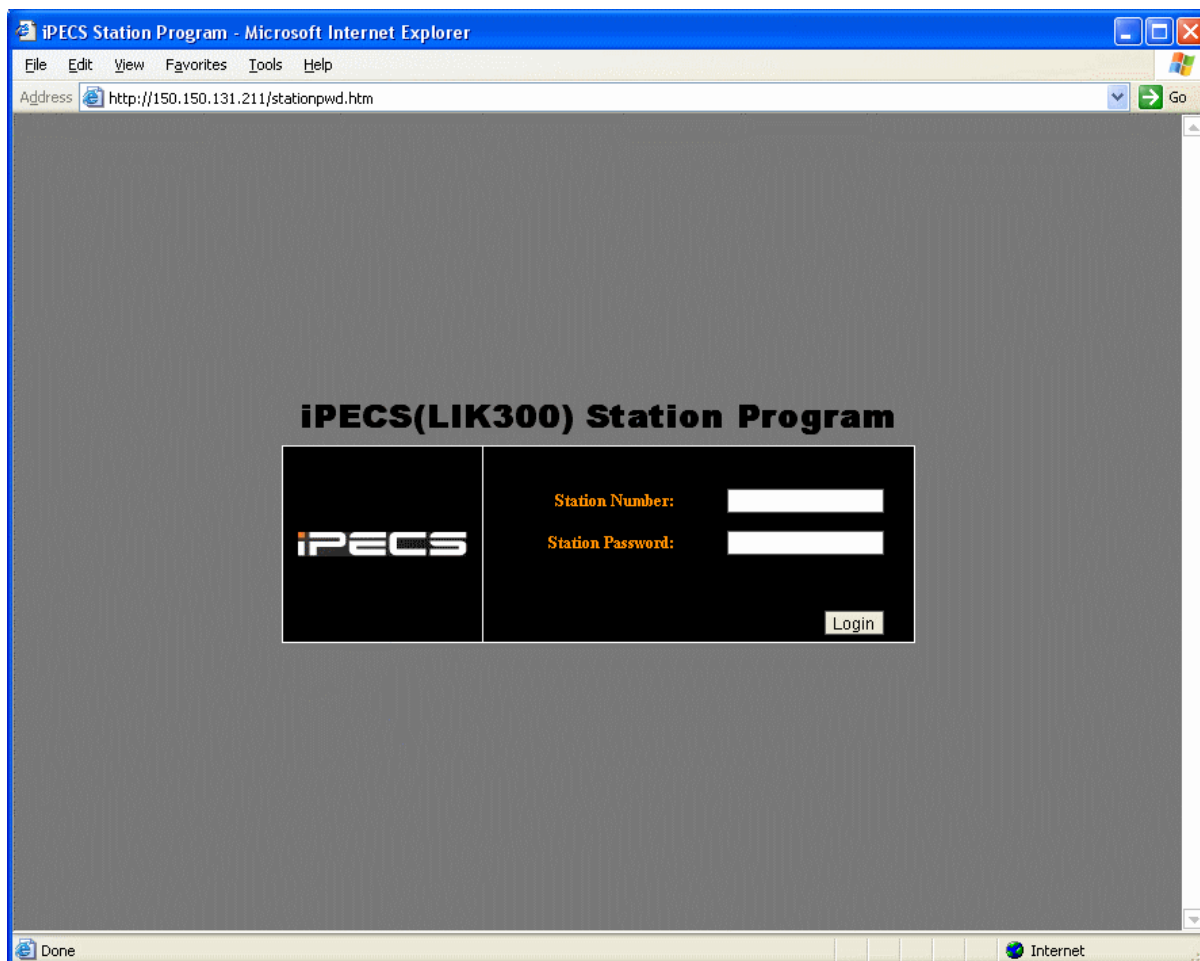 iPECS Station Program - Microsoft Internet Explorer
File Edit View Favorites Tools Help
Address http://150.150.131.211/stationpwd.htm Go
iPECS(LIK300) Station Program
Station Number:
iPECS
Station Password:
Login
Done Internet